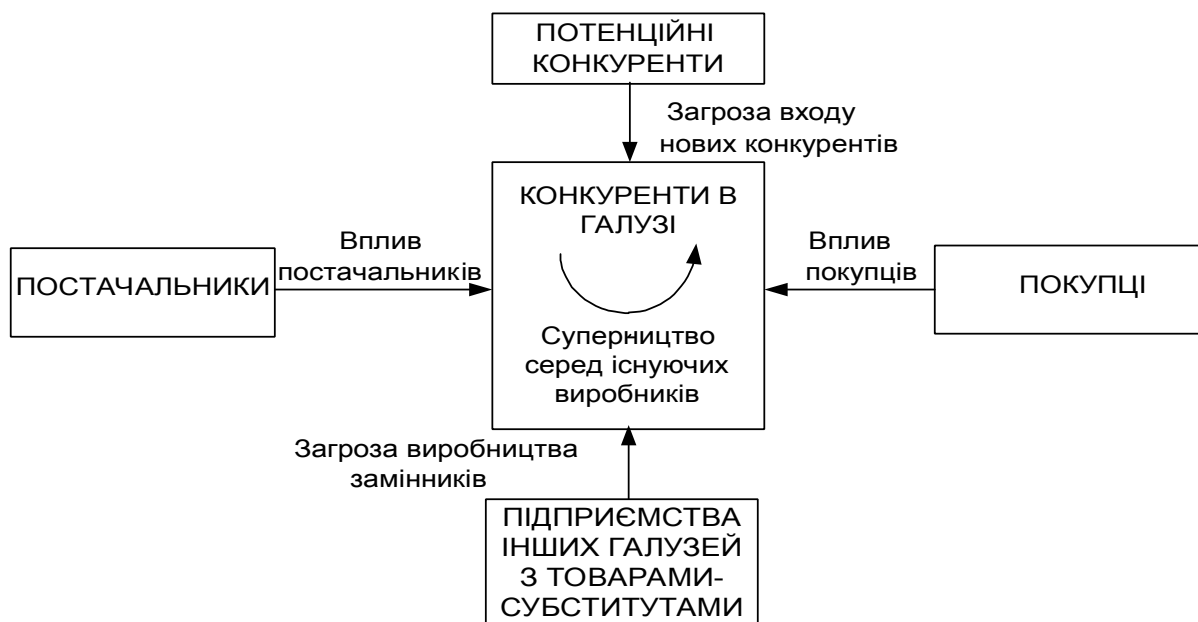 ПОТЕНЦІЙНІ
КОНКУРЕНТИ
Загроза входу
нових конкурентів
КОНКУРЕНТИ В
ГАЛУЗІ
Вплив
постачальників
Вплив
покупців
ПОСТАЧАЛЬНИКИ
ПОКУПЦІ
Суперництво
серед існуючих
виробників
Загроза виробництва
замінників
ПІДПРИЄМСТВА
ІНШИХ ГАЛУЗЕЙ
З ТОВАРАМИ-
СУБСТИТУТАМИ